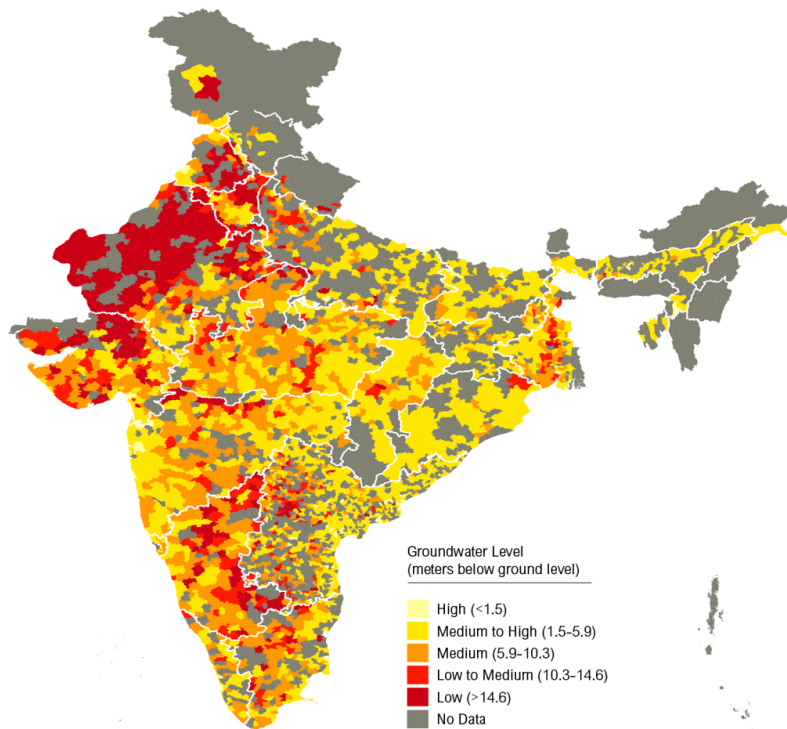 Groundwater Level
(meters below ground level)
High (<1.5)
Medium to High (1.5–5.9)
Medium (5.9–10.3)
Low to Medium (10.3–14.6)
Low (>14.6)
No Data